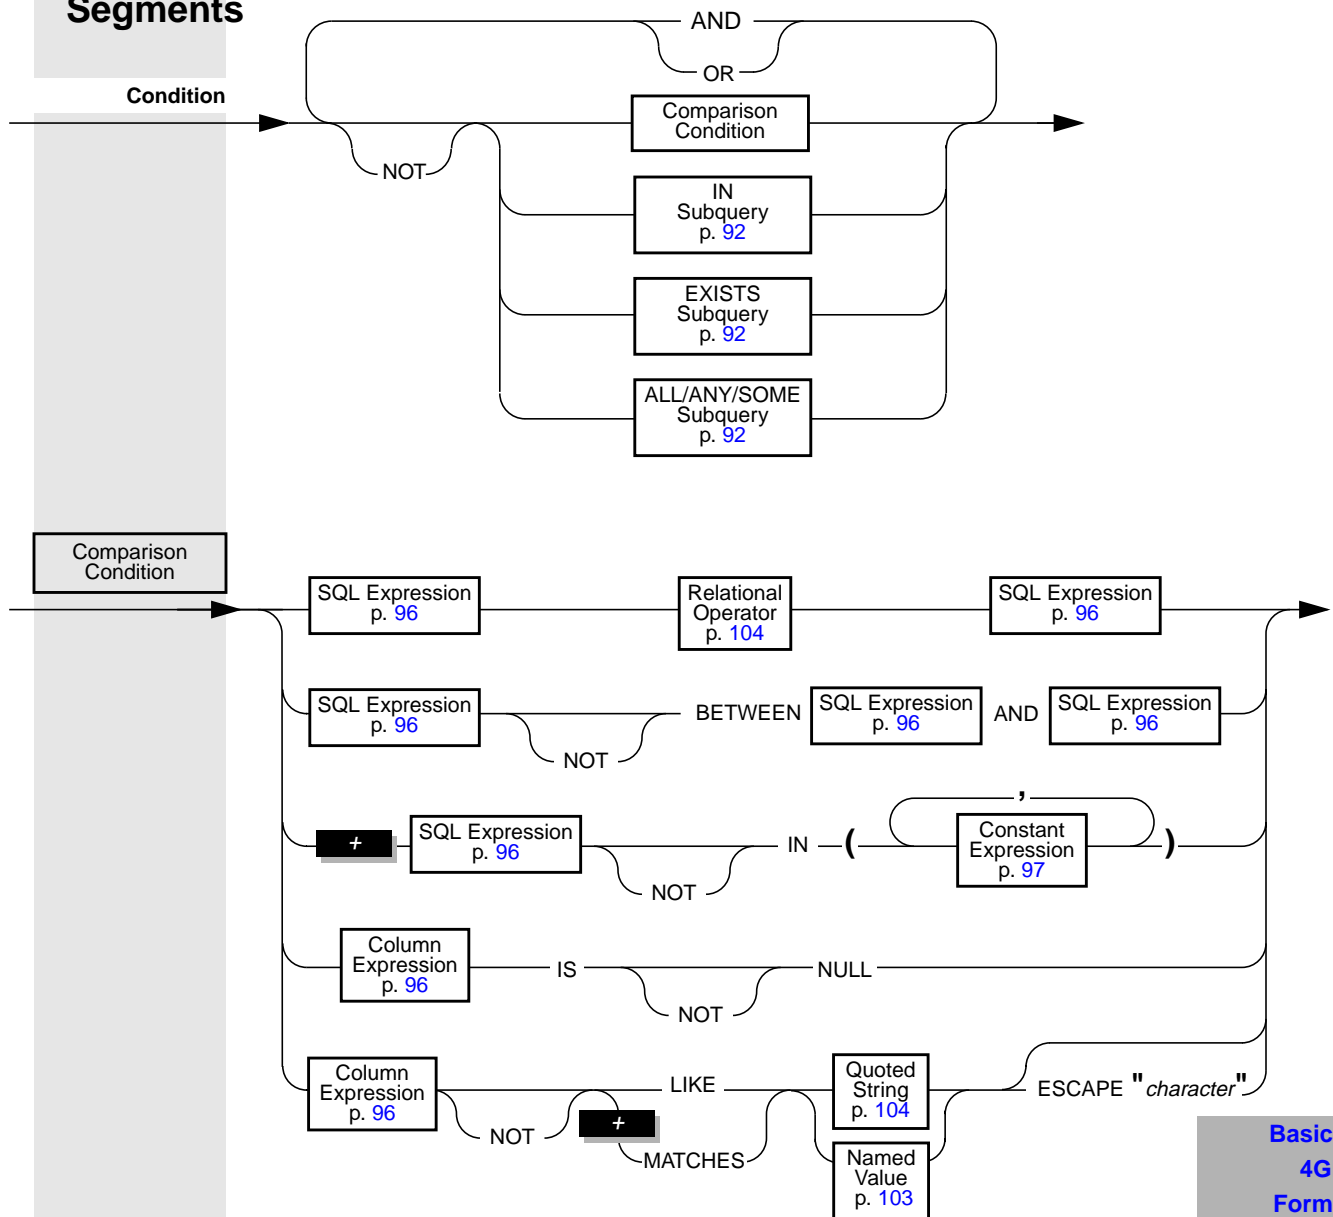 Segments
AND
OR
Condition
Comparison
Condition
NOT
IN
Subquery
p. 92
EXISTS
Subquery
p. 92
ALL/ANY/SOME
Subquery
p. 92
Comparison
Condition
SQL Expression
p. 96
Relational
Operator
p. 104
SQL Expression
p. 96
SQL Expression
p. 96
NOT
BETWEEN
SQL Expression
p. 96
AND
SQL Expression
p. 96
+
SQL Expression
p. 96
NOT
IN
(
,
Constant
Expression
p. 97
)
Column
Expression
p. 96
IS
NOT
NULL
Column
Expression
p. 96
NOT
LIKE
+
MATCHES
Quoted
String
p. 104
Named
Value
p. 103
ESCAPE "character"
Basic
4G
Form